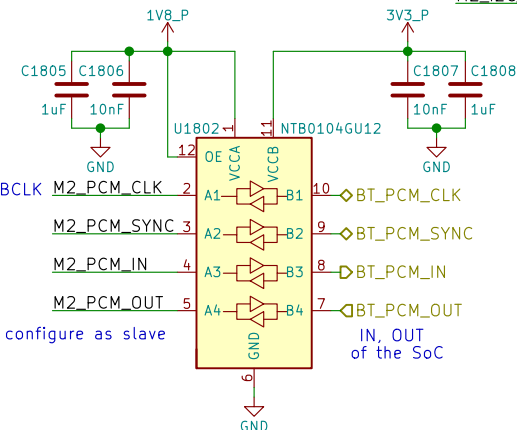 1V8_P
3V3_P
C1805
C1806
C1807
C1808
1uF
10nF
10nF
1uF
GND
GND
U1802
NTB0104GU12
1
11
12
OE
VCCA
VCCB
BCLK
M2_PCM_CLK
2
A1
B1
10
BT_PCM_CLK
M2_PCM_SYNC
3
A2
B2
9
BT_PCM_SYNC
M2_PCM_IN
4
A3
B3
8
BT_PCM_IN
M2_PCM_OUT
5
A4
B4
7
BT_PCM_OUT
configure as slave
IN, OUT
of the SoC
GND
6
GND